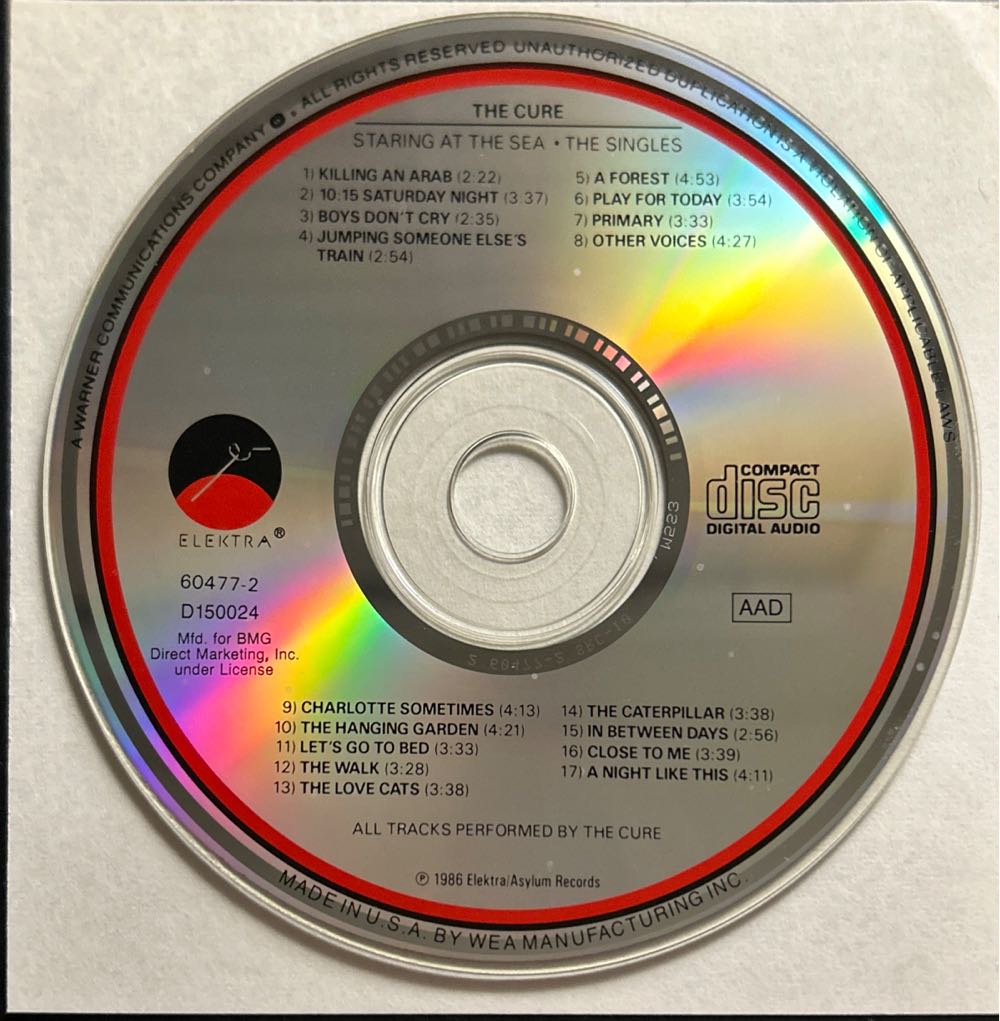 A WARNER COMMUNICATIONS COMPANY • ALL RIGHTS RESERVED UNAUTHORIZED DUPLICATION IS A VIOLATION OF APPLICABLE LAWS
THE CURE
STARING AT THE SEA • THE SINGLES
1) KILLING AN ARAB (2:22)
2) 10:15 SATURDAY NIGHT (3:37)
3) BOYS DON'T CRY (2:35)
4) JUMPING SOMEONE ELSE'S
TRAIN (2:54)
5) A FOREST (4:53)
6) PLAY FOR TODAY (3:54)
7) PRIMARY (3:33)
8) OTHER VOICES (4:27)
ELEKTRA®
60477-2
D150024
Mfd. for BMG
Direct Marketing, Inc.
under License
COMPACT
disc
DIGITAL AUDIO
AAD
W223
2 60477-2 SRC-18
9) CHARLOTTE SOMETIMES (4:13)
10) THE HANGING GARDEN (4:21)
11) LET'S GO TO BED (3:33)
12) THE WALK (3:28)
13) THE LOVE CATS (3:38)
14) THE CATERPILLAR (3:38)
15) IN BETWEEN DAYS (2:56)
16) CLOSE TO ME (3:39)
17) A NIGHT LIKE THIS (4:11)
ALL TRACKS PERFORMED BY THE CURE
℗ 1986 Elektra/Asylum Records
MADE IN U.S.A. BY WEA MANUFACTURING INC.